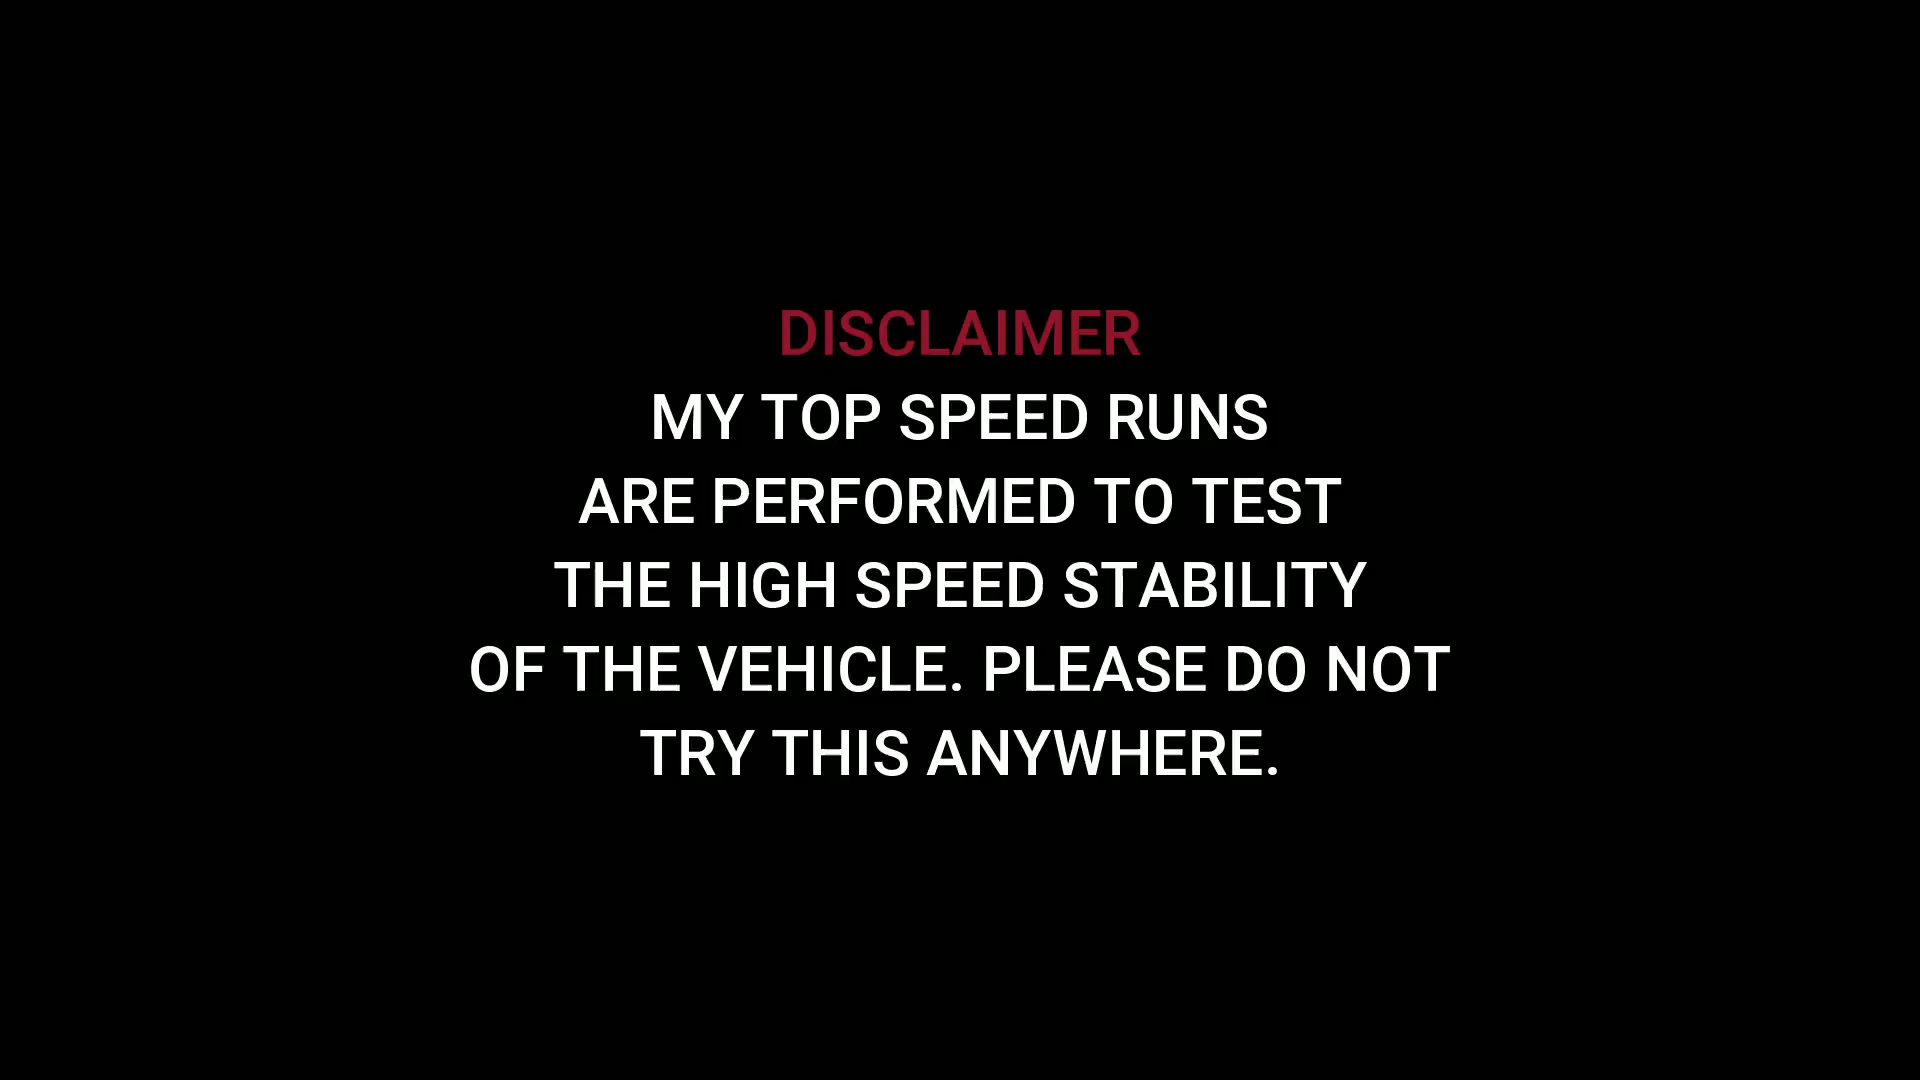 DISCLAIMER
MY TOP SPEED RUNS
ARE PERFORMED TO TEST
THE HIGH SPEED STABILITY
OF THE VEHICLE. PLEASE DO NOT
TRY THIS ANYWHERE.